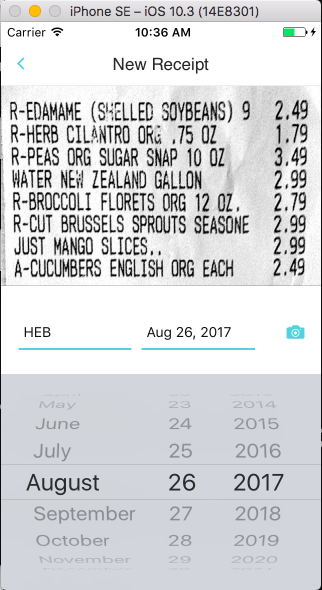 iPhone SE – iOS 10.3 (14E8301)
Carrier 10:36 AM
New Receipt
R-EDAMAME (SHELLED SOYBEANS) 9 2.49
R-HERB CILANTRO ORG .75 OZ 1.79
R-PEAS ORG SUGAR SNAP 10 OZ 3.49
WATER NEW ZEALAND GALLON 2.99
R-BROCCOLI FLORETS ORG 12 OZ. 2.79
R-CUT BRUSSELS SPROUTS SEASONE 2.99
JUST MANGO SLICES.. 2.99
A-CUCUMBERS ENGLISH ORG EACH 2.49
HEB Aug 26, 2017
May 23 2014
June 24 2015
July 25 2016
August 26 2017
September 27 2018
October 28 2019
November 29 2020